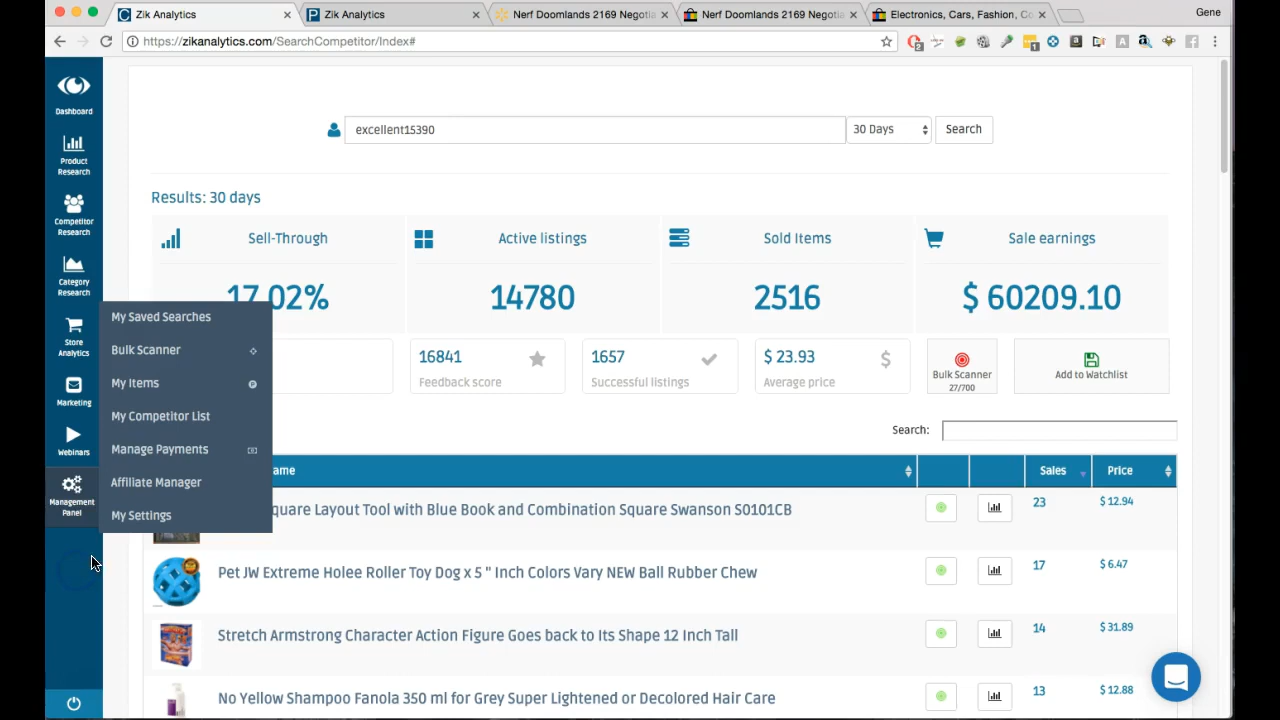 Zik Analytics
Zik Analytics
Nerf Doomlands 2169 Negotia
Nerf Doomlands 2169 Negotia
Electronics, Cars, Fashion, Co
Gene
https://zikanalytics.com/SearchCompetitor/Index#
Dashboard
Product
Research
Competitor
Research
Category
Research
Store
Analytics
Marketing
Webinars
Management
Panel
My Saved Searches
Bulk Scanner
My Items
My Competitor List
Manage Payments
Affiliate Manager
My Settings
excellent15390
30 Days
Search
Results: 30 days
Sell-Through
Active listings
Sold Items
Sale earnings
17.02%
14780
2516
$ 60209.10
16841
Feedback score
1657
Successful listings
$ 23.93
Average price
$
Bulk Scanner
27/700
Add to Watchlist
Search:
ame
Sales
Price
quare Layout Tool with Blue Book and Combination Square Swanson S0101CB
23
$ 12.94
Pet JW Extreme Holee Roller Toy Dog x 5 " Inch Colors Vary NEW Ball Rubber Chew
17
$ 6.47
Stretch Armstrong Character Action Figure Goes back to Its Shape 12 Inch Tall
14
$ 31.89
No Yellow Shampoo Fanola 350 ml for Grey Super Lightened or Decolored Hair Care
13
$ 12.88